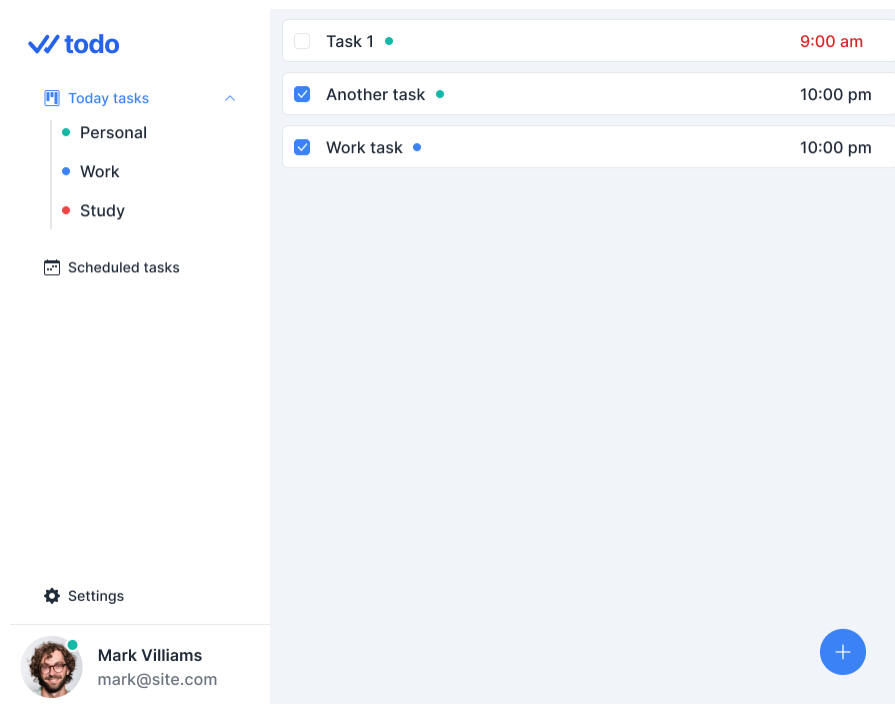 todo
Today tasks
Personal
Work
Study
Scheduled tasks
Settings
Mark Villiams
mark@site.com
Task 1 9:00 am
Another task 10:00 pm
Work task 10:00 pm